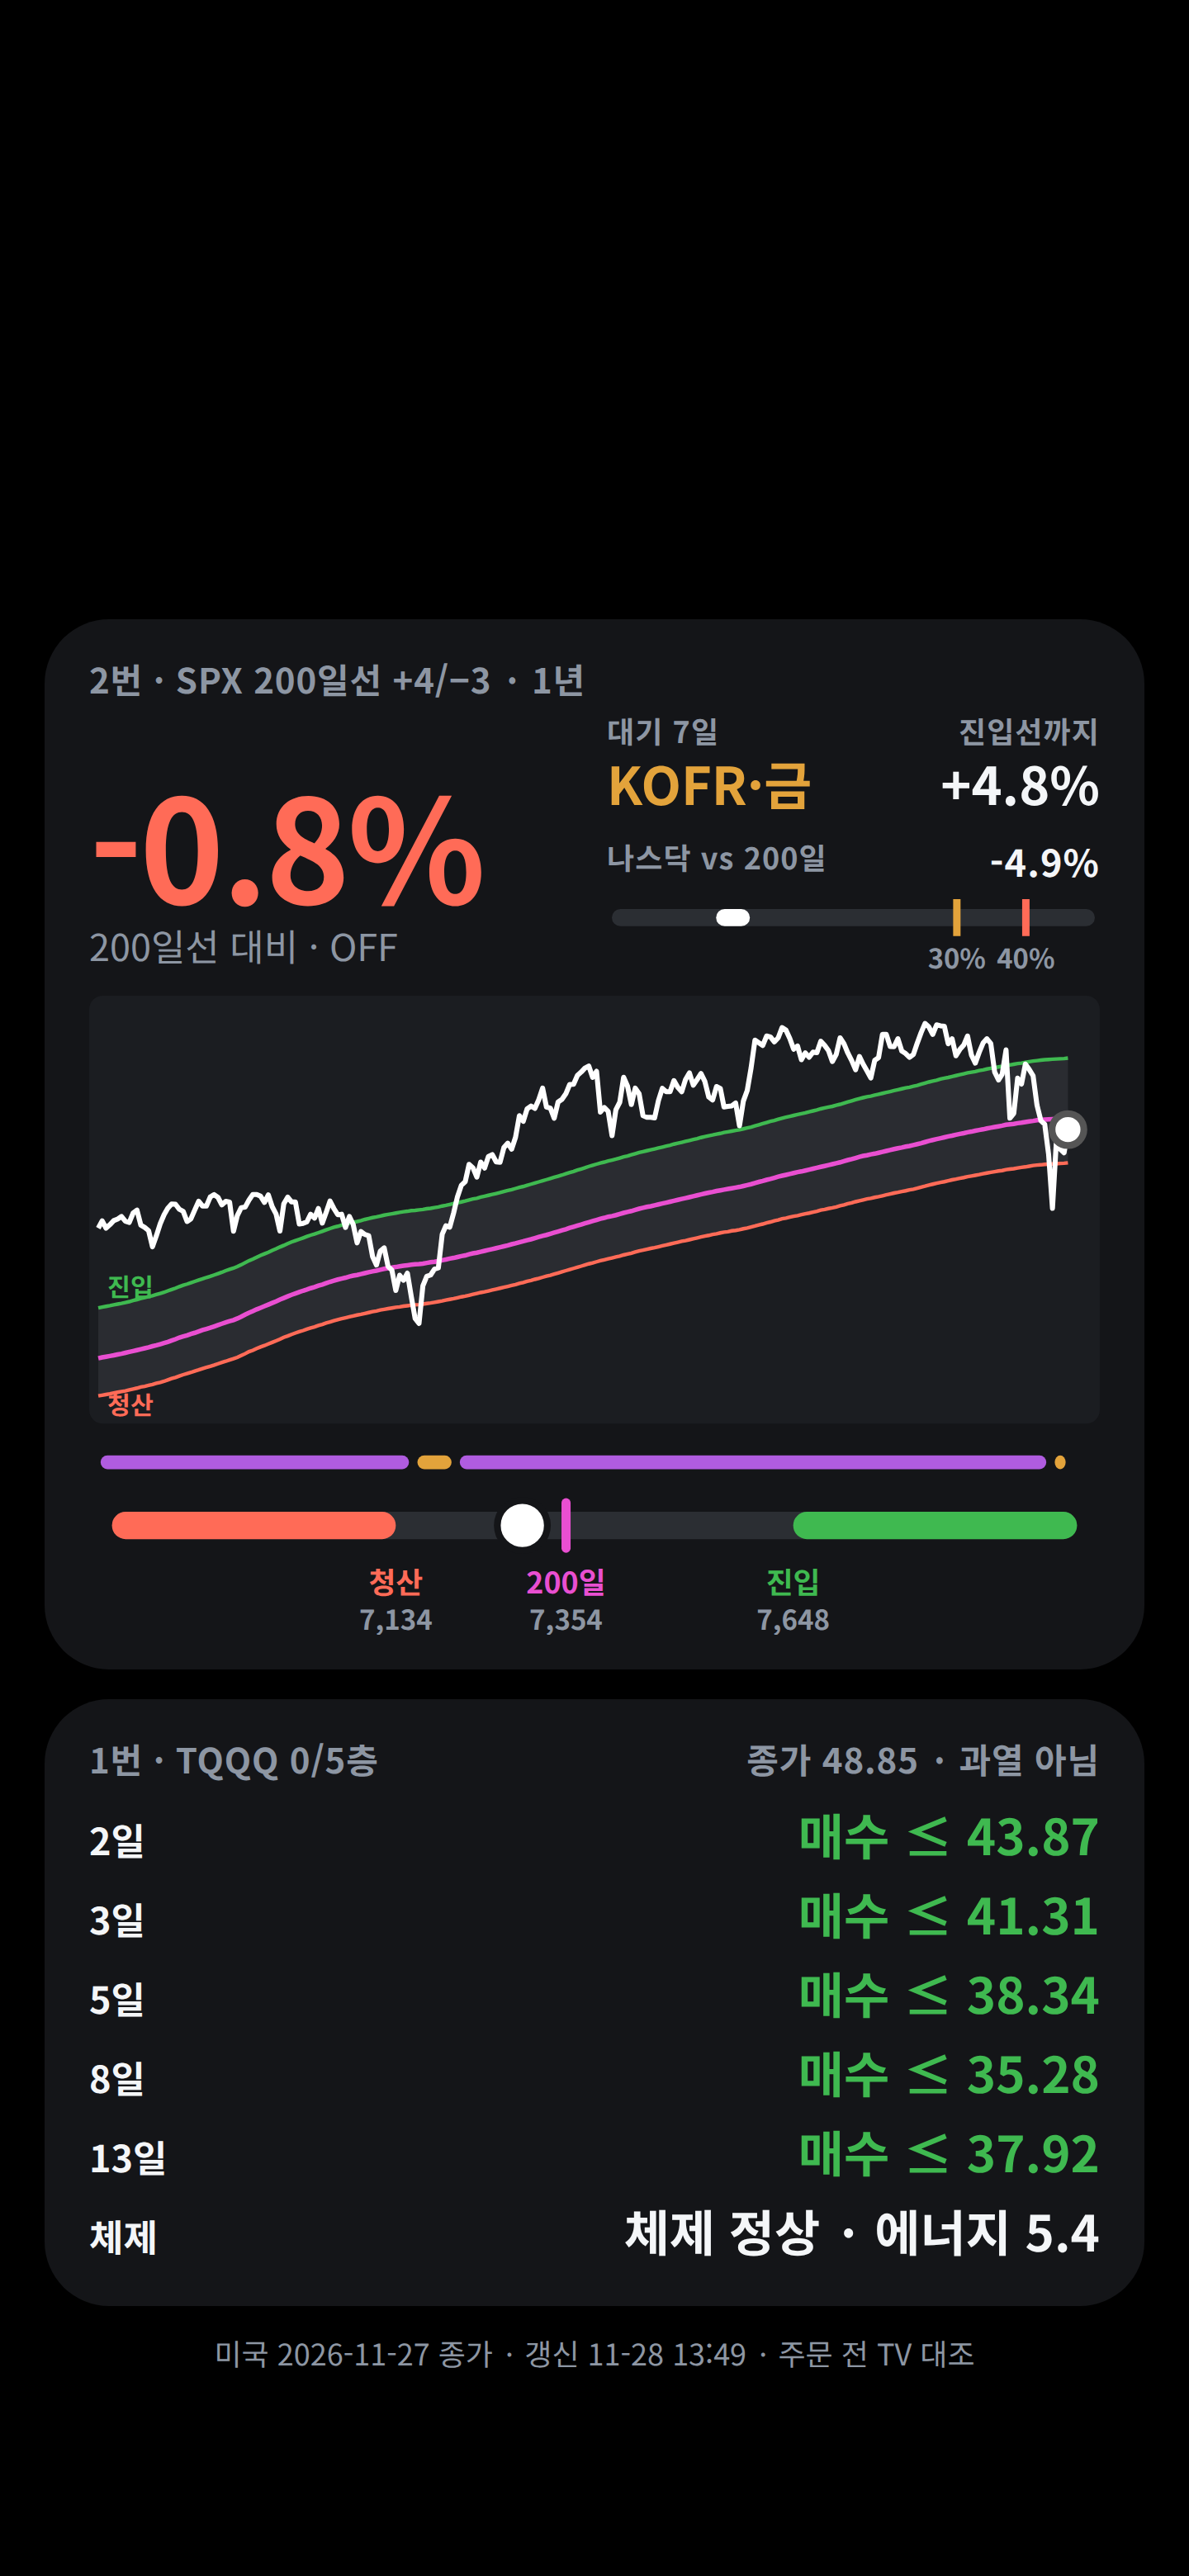 2번 · SPX 200일선 +4/−3 · 1년
대기 7일
진입선까지
KOFR·금
+4.8%
-0.8%
나스닥 vs 200일
-4.9%
200일선 대비 · OFF
30% 40%
진입
청산
청산
200일
진입
7,134
7,354
7,648
1번 · TQQQ 0/5층
종가 48.85 · 과열 아님
2일
매수 ≤ 43.87
3일
매수 ≤ 41.31
5일
매수 ≤ 38.34
8일
매수 ≤ 35.28
13일
매수 ≤ 37.92
체제
체제 정상 · 에너지 5.4
미국 2026-11-27 종가 · 갱신 11-28 13:49 · 주문 전 TV 대조